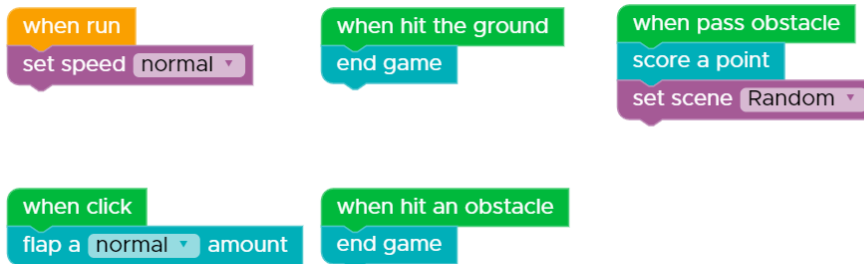 when run
set speed normal
when hit the ground
end game
when pass obstacle
score a point
set scene Random
when click
flap a normal amount
when hit an obstacle
end game